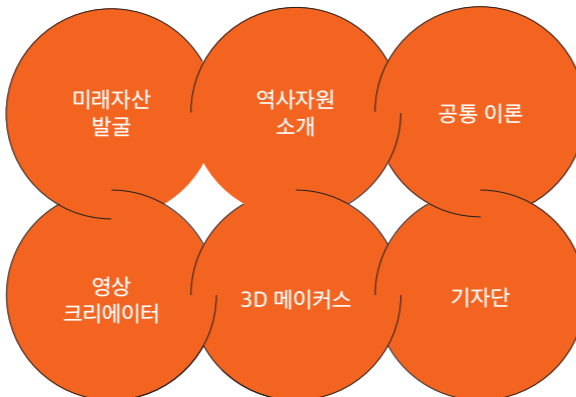 미래자산
발굴
역사자원
소개
공통 이론
영상
크리에이터
3D 메이커스
기자단